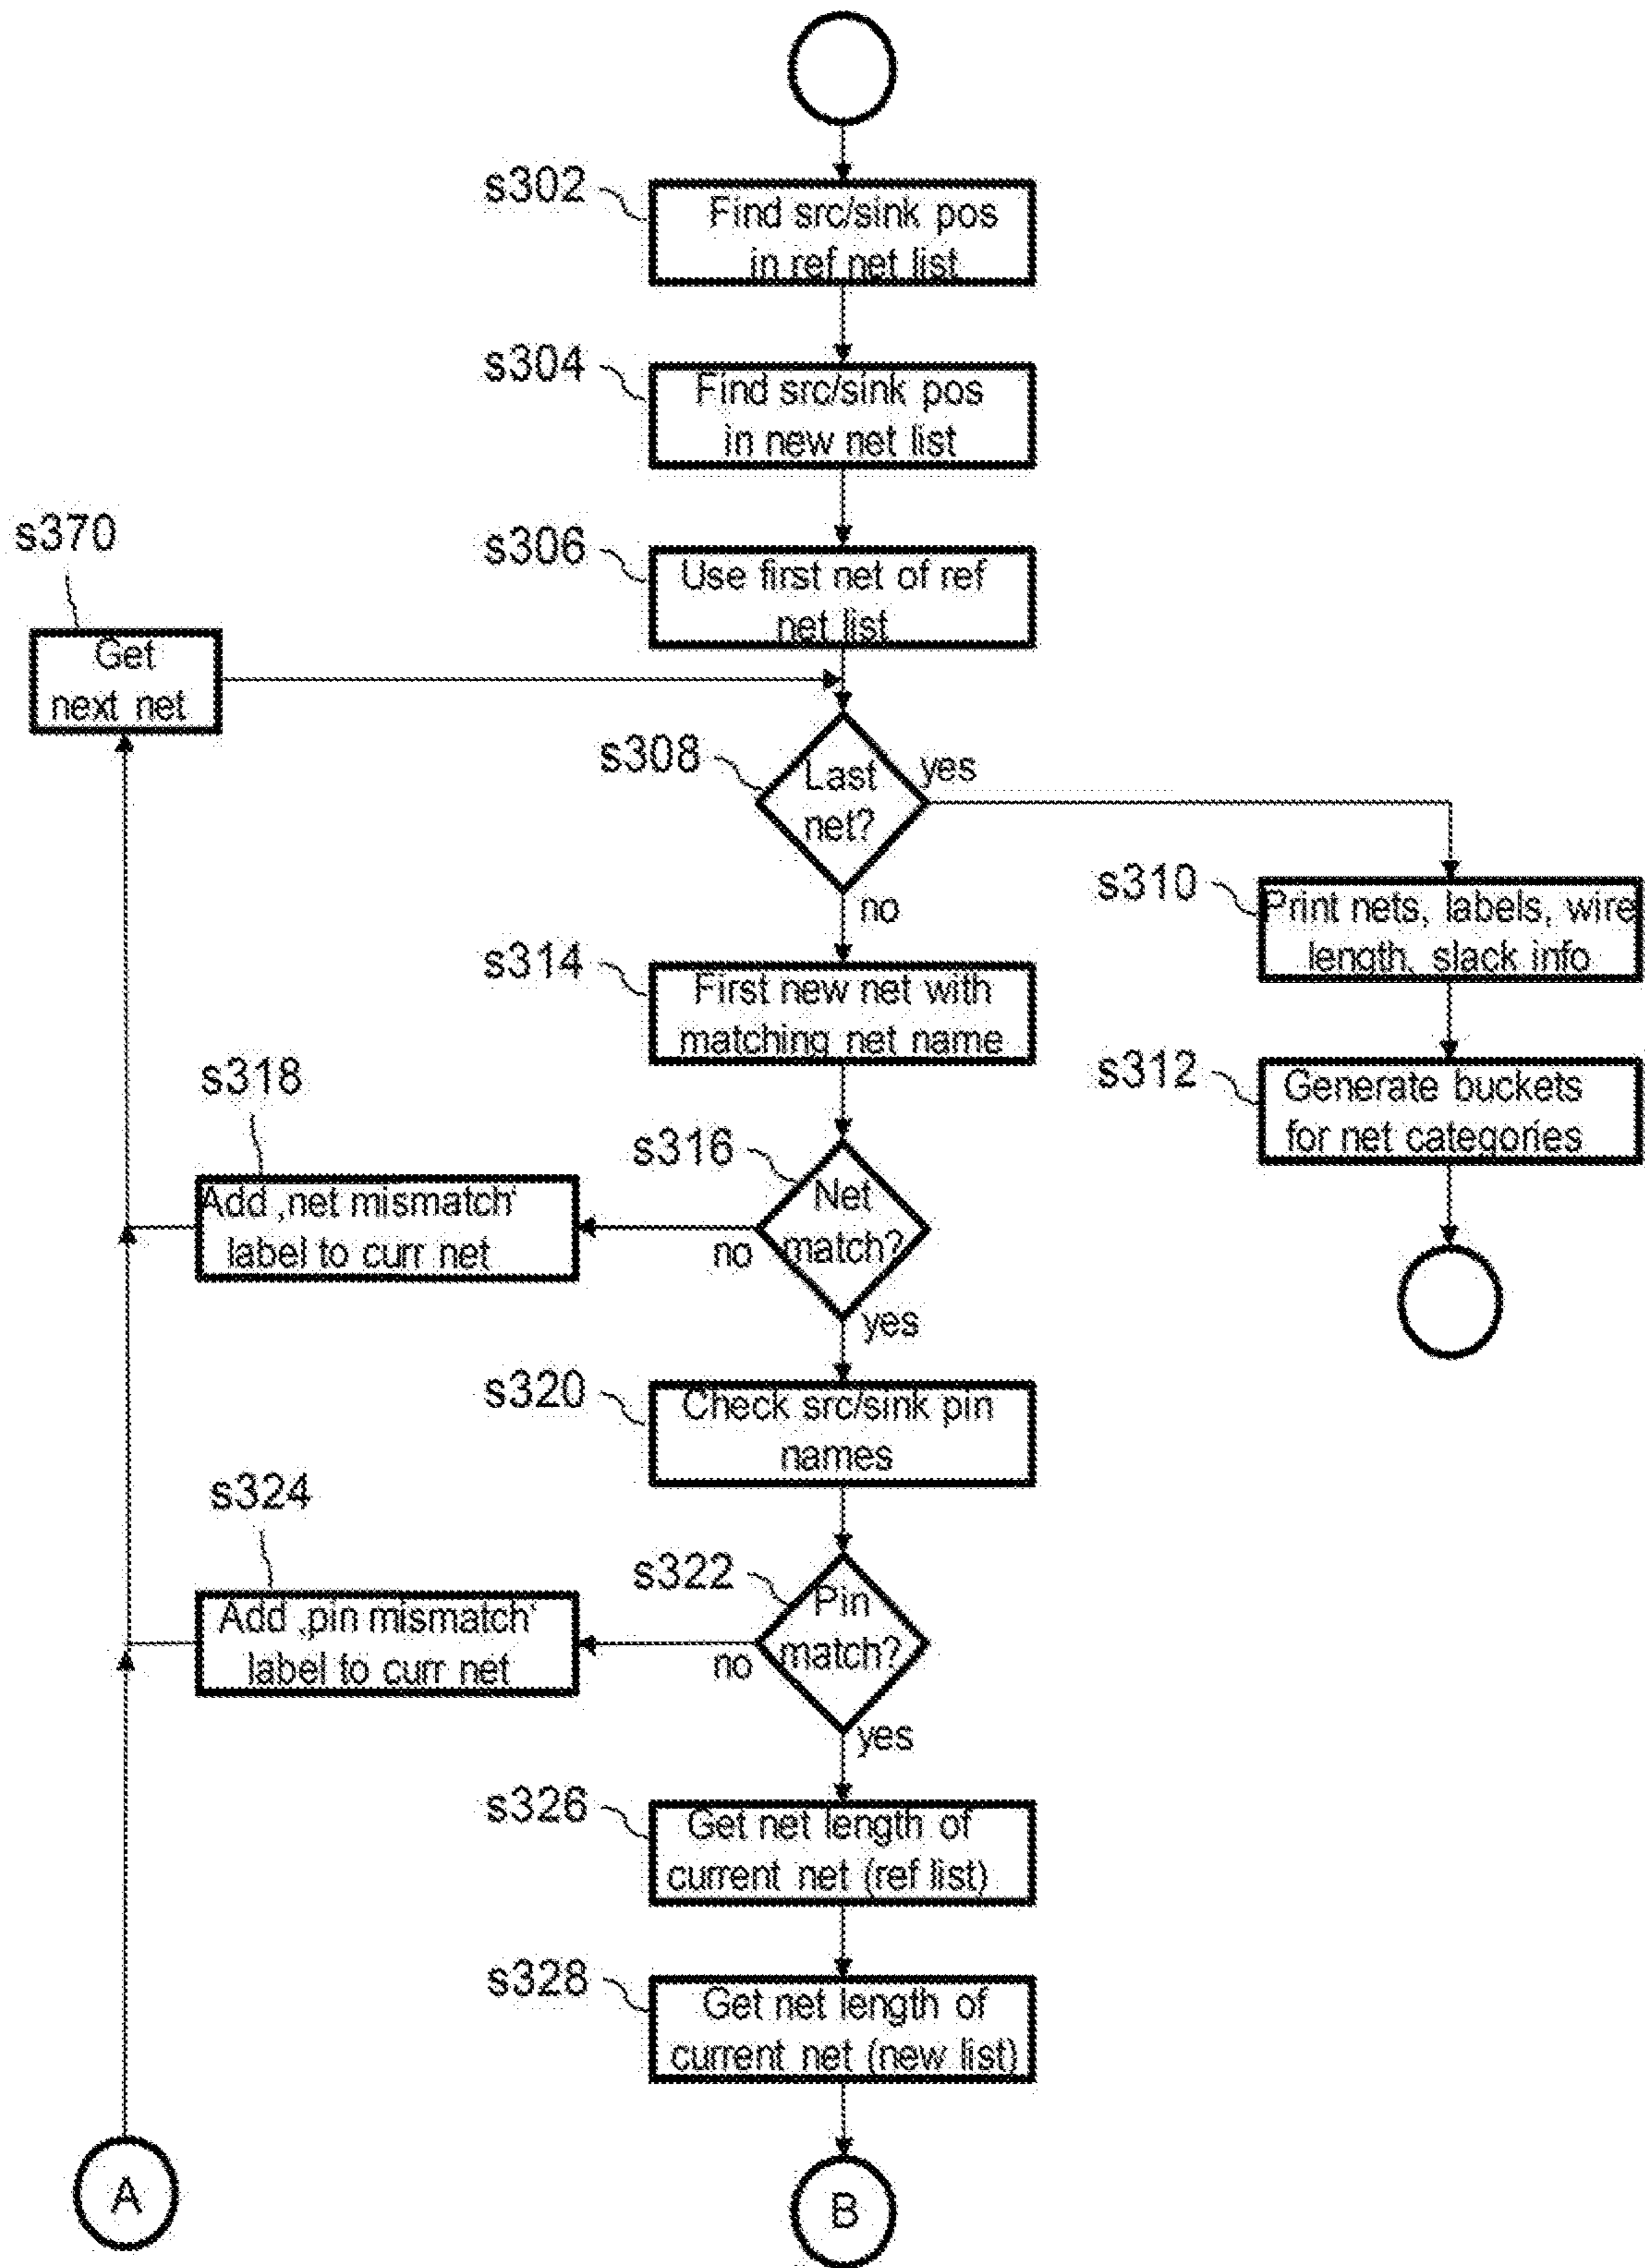 s302
Find src/sink pos
in ref net list
s304
Find src/sink pos
in new net list
s370
s306
Use first net of ref
net list
Get
next net
s308
Last
net?
yes
no
s310
Print nets, labels, wire
length, slack info
s314
First new net with
matching net name
s312
Generate buckets
for net categories
s318
s316
Add ‚net mismatch‘
label to curr net
Net
match?
no
yes
s320
Check src/sink pin
names
s324
s322
Add ‚pin mismatch‘
label to curr net
Pin
match?
no
yes
s326
Get net length of
current net (ref list)
s328
Get net length of
current net (new list)
A
B